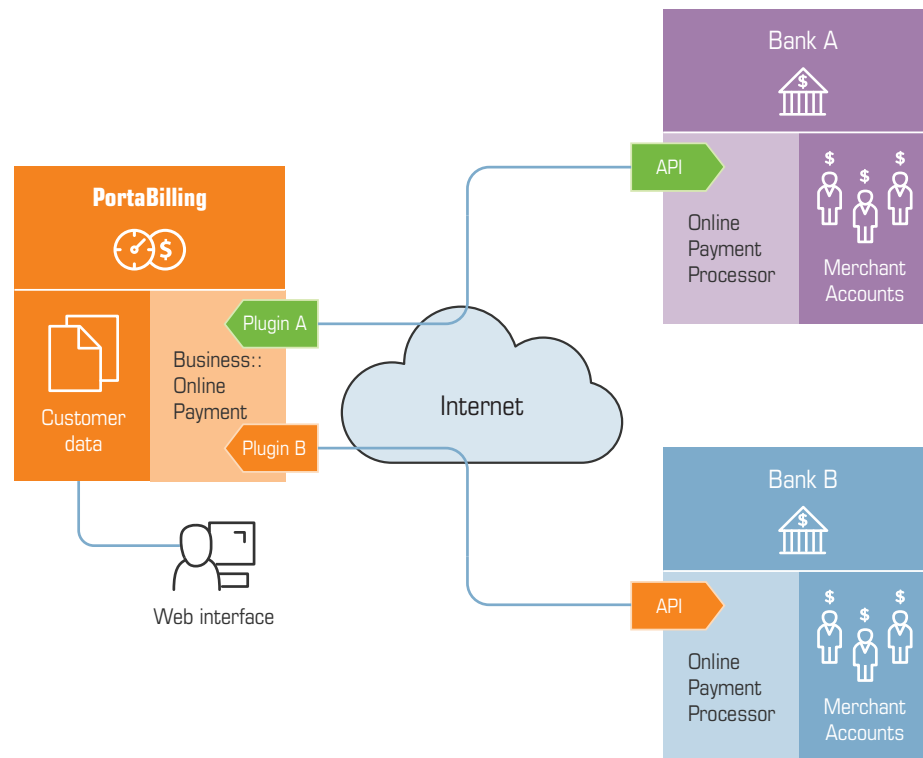 Bank A
$
API
Online
Payment
Processor
$
$
$
Merchant
Accounts
PortaBilling
$
Customer
data
Plugin A
Business::
Online
Payment
Plugin B
Web interface
Internet
Bank B
$
API
Online
Payment
Processor
$
$
$
Merchant
Accounts